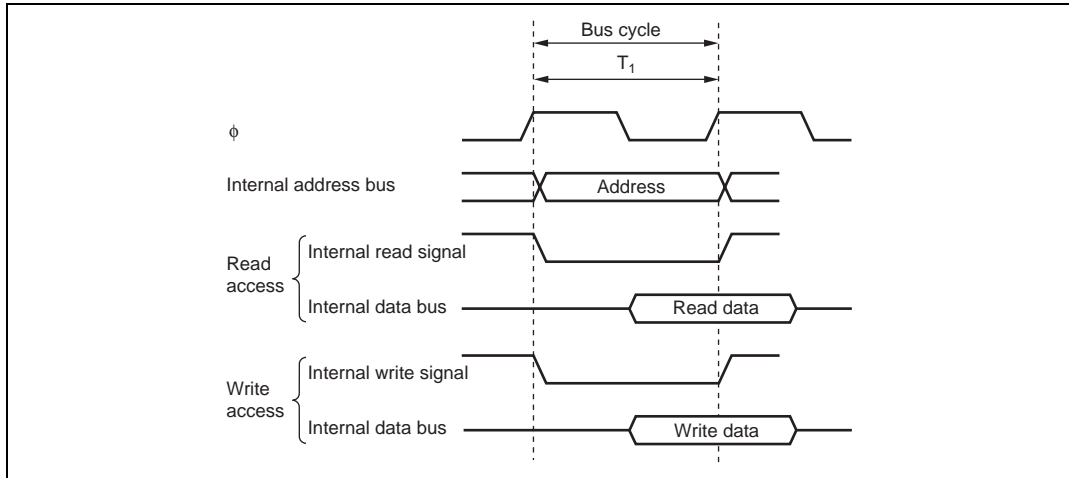 Bus cycle
T₁
ϕ
Internal address bus
Address
Read
access
Internal read signal
Internal data bus
Read data
Write
access
Internal write signal
Internal data bus
Write data